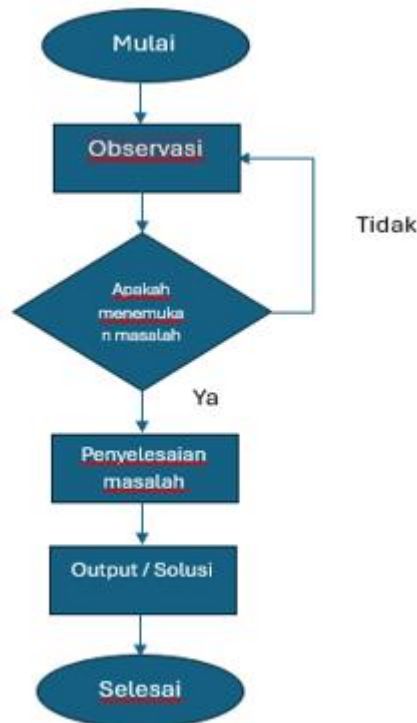 Mulai
Observasi
Tidak
Apakah
menemuka
n masalah
Ya
Penyelesaian
masalah
Output / Solusi
Selesai